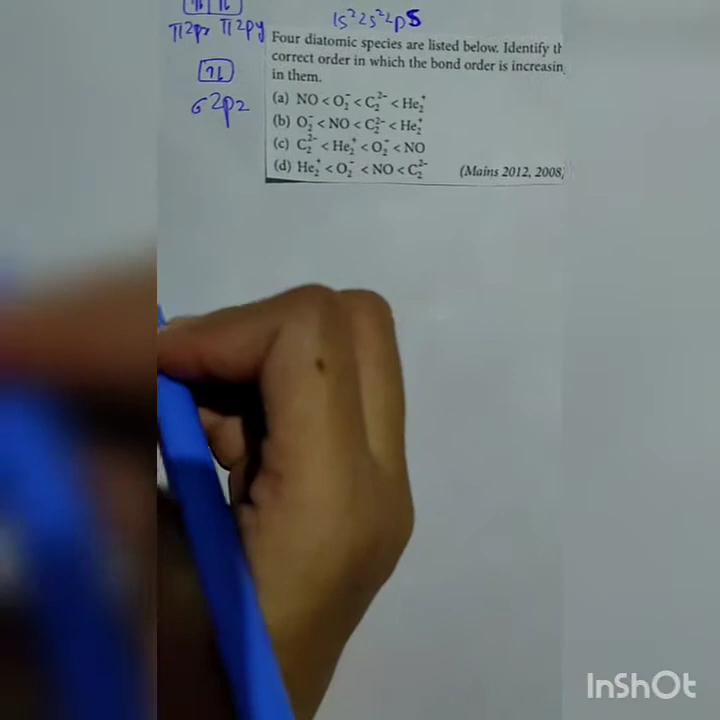 1s²2s²2p5
π2px π2py
Four diatomic species are listed below. Identify th
correct order in which the bond order is increasin
in them.
1l
σ2pz
(a) NO < O₂⁻ < C₂²⁻ < He₂⁺
(b) O₂⁻ < NO < C₂²⁻ < He₂⁺
(c) C₂²⁻ < He₂⁺ < O₂⁻ < NO
(d) He₂⁺ < O₂⁻ < NO < C₂²⁻ (Mains 2012, 2008)
InShOt